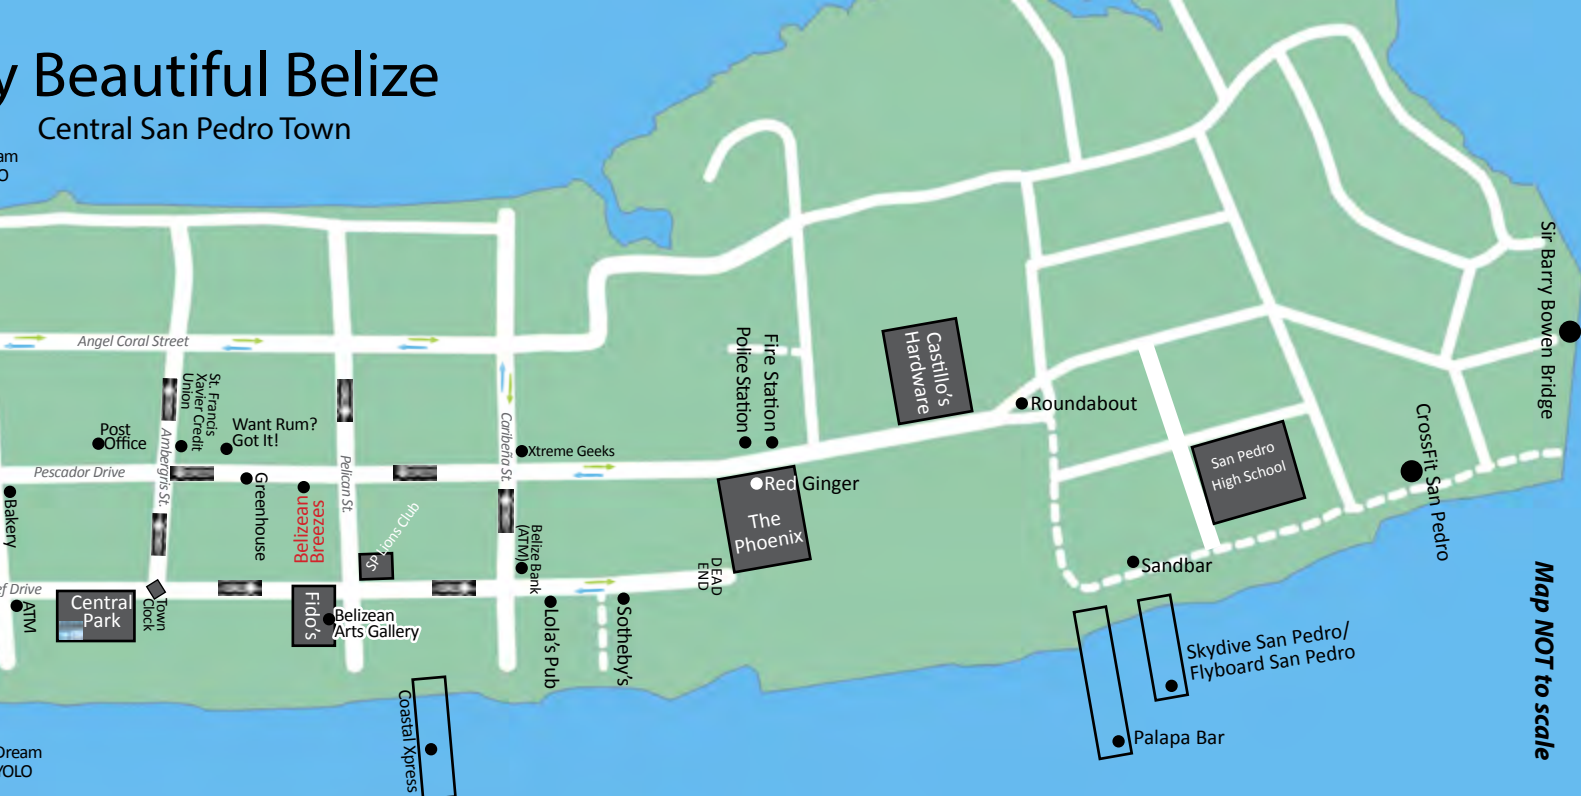 y Beautiful Belize
Central San Pedro Town
am
O
Angel Coral Street
St. Francis
Xavier Credit
Union
Post
Office
Want Rum?
Got It!
Ambergris St.
Pescador Drive
Bakery
Greenhouse
Belizean
Breezes
Pelican St.
SP Lions Club
Caribeña St.
Xtreme Geeks
Belize Bank
(ATM)
ef Drive
ATM
Central
Park
Town
Clock
Fido's
Belizean
Arts Gallery
Lola's Pub
Sotheby's
DEAD
END
Coastal Xpress
Dream
YOLO
Police Station
Fire Station
Red Ginger
The
Phoenix
Castillo's
Hardware
Roundabout
San Pedro
High School
Sandbar
Skydive San Pedro/
Flyboard San Pedro
Palapa Bar
CrossFit San Pedro
Sir Barry Bowen Bridge
Map NOT to scale